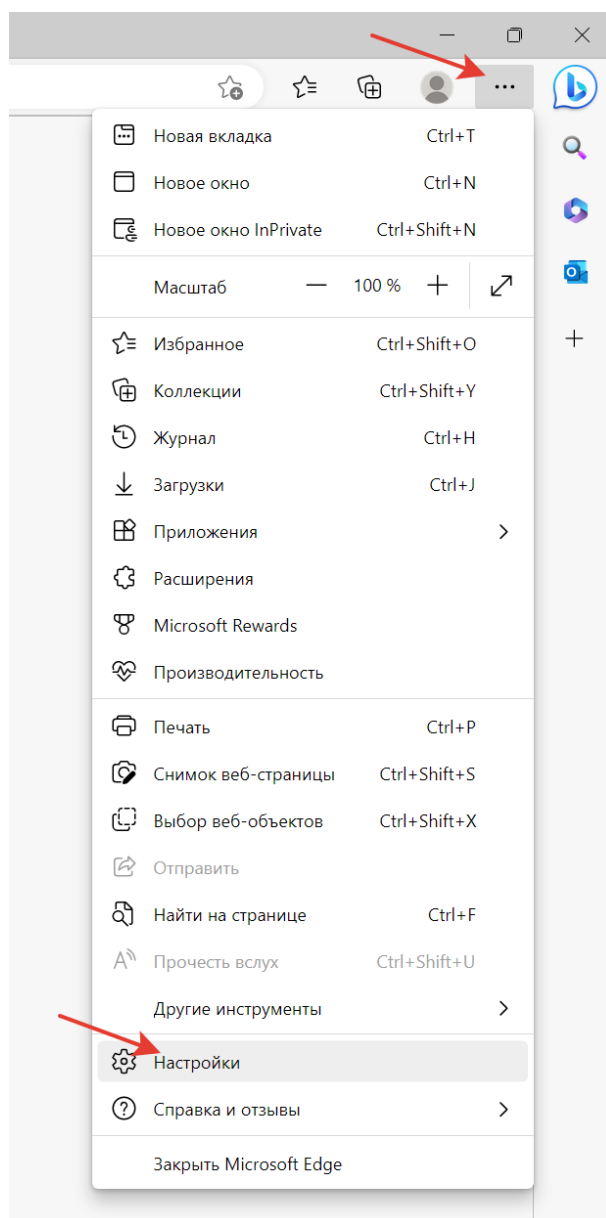 Новая вкладка Ctrl+T
Новое окно Ctrl+N
Новое окно InPrivate Ctrl+Shift+N
Масштаб — 100 % +
Избранное Ctrl+Shift+O
Коллекции Ctrl+Shift+Y
Журнал Ctrl+H
Загрузки Ctrl+J
Приложения
Расширения
Microsoft Rewards
Производительность
Печать Ctrl+P
Снимок веб-страницы Ctrl+Shift+S
Выбор веб-объектов Ctrl+Shift+X
Отправить
Найти на странице Ctrl+F
Прочесть вслух Ctrl+Shift+U
Другие инструменты
Настройки
Справка и отзывы
Закрыть Microsoft Edge